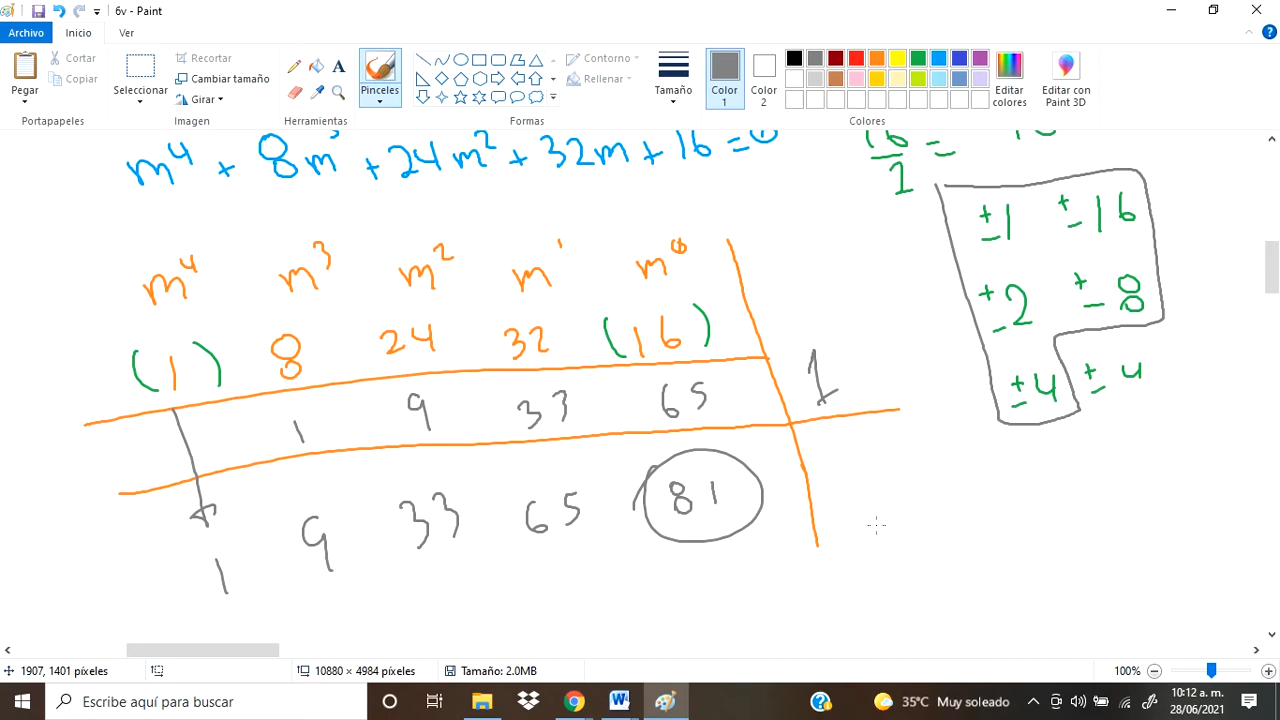 6v - Paint
Archivo Inicio Ver
Pegar
Cortar
Copiar
Portapapeles
Seleccionar
Recortar
Cambiar tamaño
Girar
Imagen
A
Herramientas
Pinceles
Contorno
Rellenar
Formas
Tamaño
Color 1
Color 2
Editar colores
Editar con Paint 3D
Colores
m⁴ + 8m³ + 24m² + 32m + 16 = 0
16/1 =
±1 ±16
±2 ±8
±4 ±4
m⁴ m³ m² m¹ m⁰
(1) 8 24 32 (16)
1 9 33 65 1
1 9 33 65 81
1907, 1401 píxeles
10880 × 4984 píxeles
Tamaño: 2.0MB
100%
Escribe aquí para buscar
35°C Muy soleado
10:12 a. m.
28/06/2021